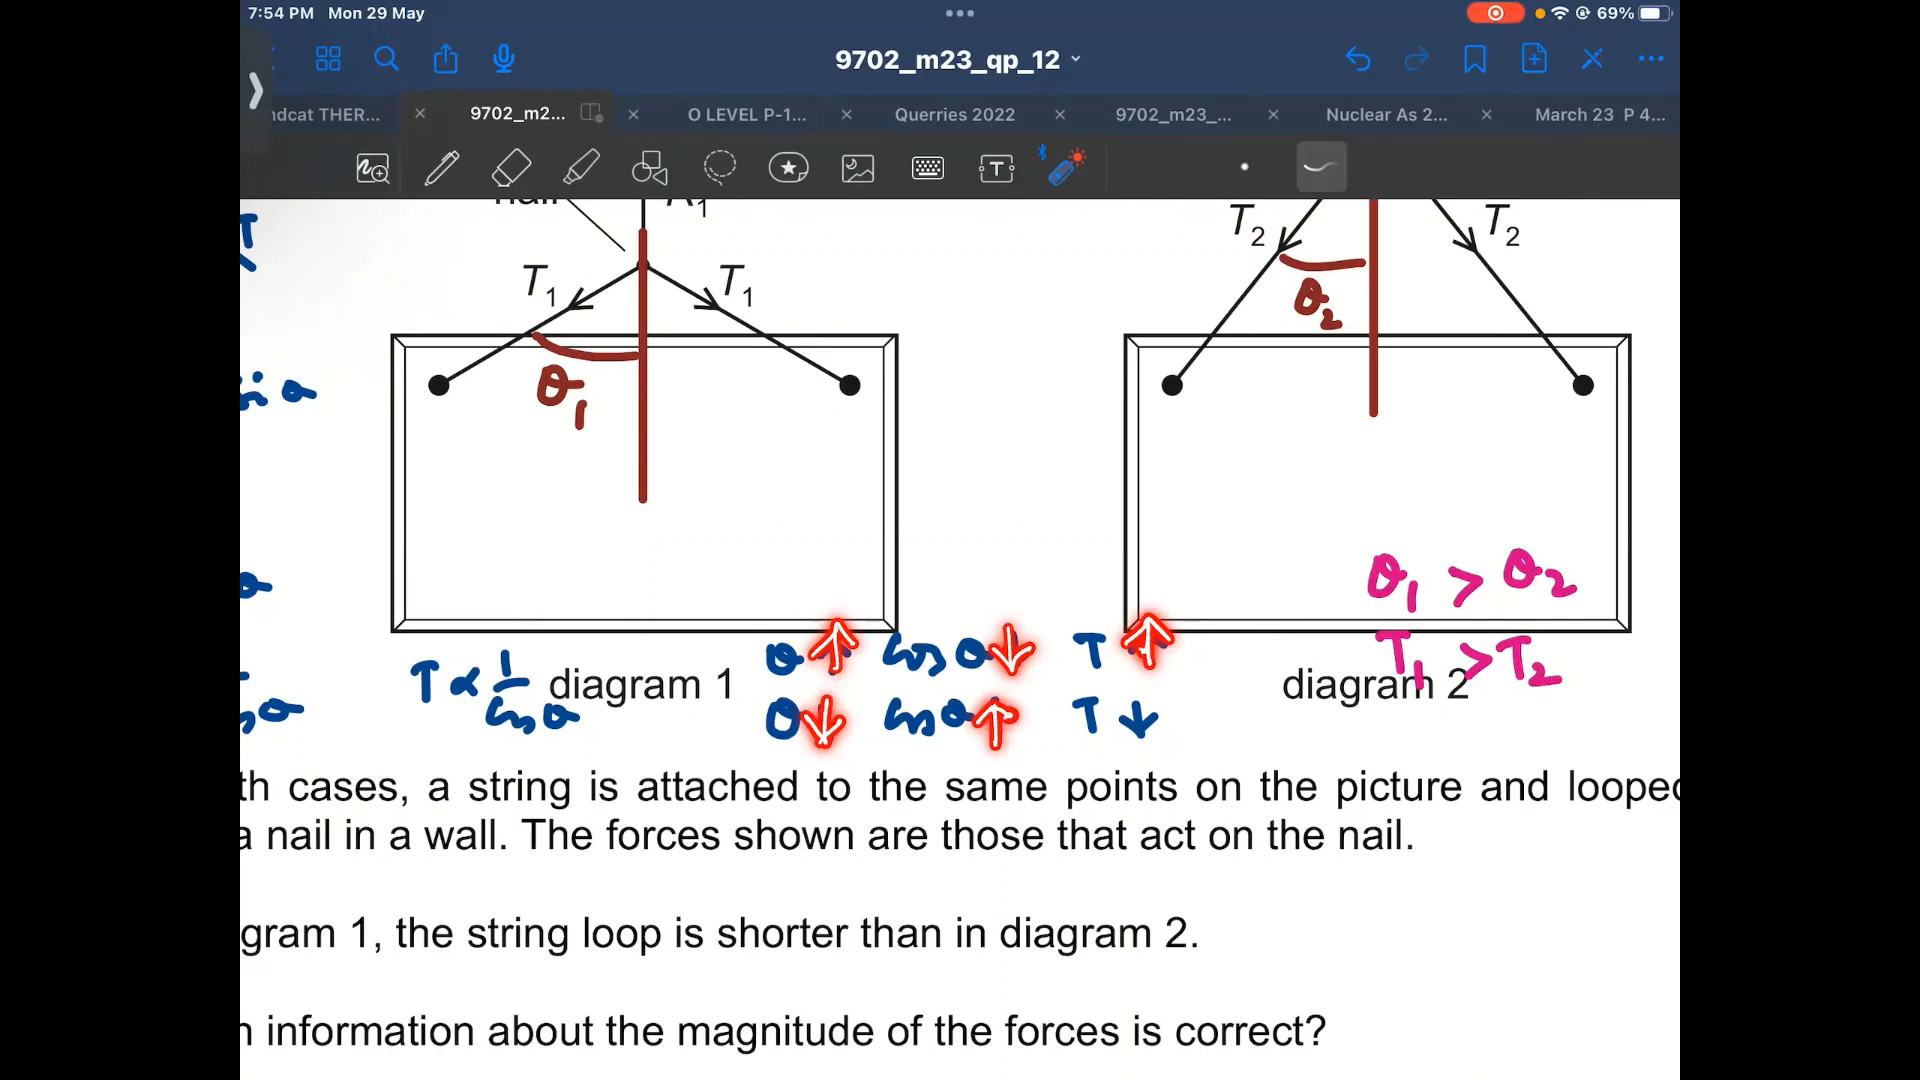 7:54 PM Mon 29 May
69%
9702_m23_qp_12
ndcat THER...
9702_m2...
O LEVEL P-1...
Querries 2022
9702_m23_...
Nuclear As 2...
March 23 P 4...
T
T₁ T₁
T₂ T₂
θ₂
θ₁
θ
θ₁ > θ₂
T₁ > T₂
θ ↑ cos θ ↓ T ↑
T ∝ 1/cos θ
diagram 1
diagram 2
θ ↓ cos θ ↑ T ↓
th cases, a string is attached to the same points on the picture and looped
a nail in a wall. The forces shown are those that act on the nail.
gram 1, the string loop is shorter than in diagram 2.
information about the magnitude of the forces is correct?